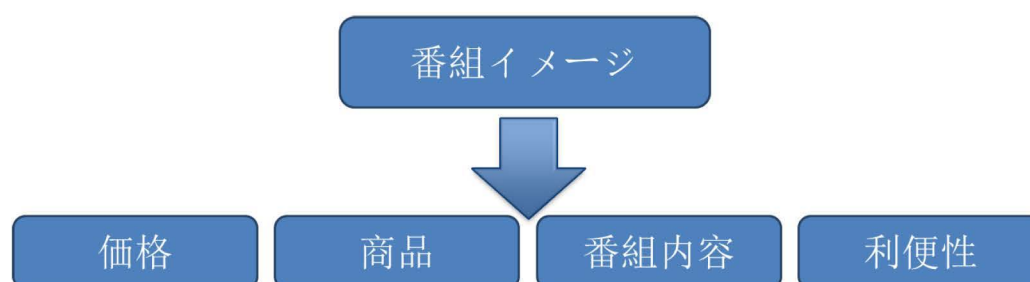 番組イメージ
価格
商品
番組内容
利便性